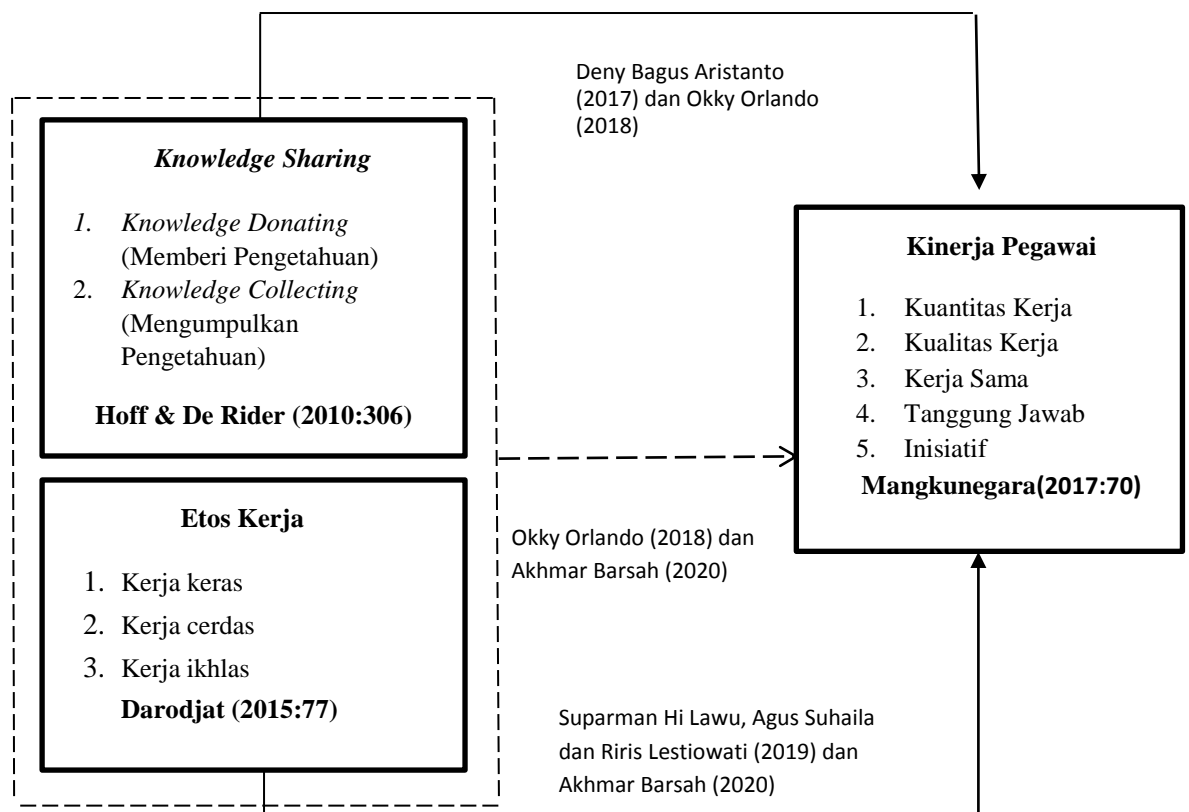 Deny Bagus Aristanto
(2017) dan Okky Orlando
(2018)
Knowledge Sharing
1. Knowledge Donating
(Memberi Pengetahuan)
2. Knowledge Collecting
(Mengumpulkan
Pengetahuan)
Hoff & De Rider (2010:306)
Kinerja Pegawai
1. Kuantitas Kerja
2. Kualitas Kerja
3. Kerja Sama
4. Tanggung Jawab
5. Inisiatif
Mangkunegara(2017:70)
Etos Kerja
1. Kerja keras
2. Kerja cerdas
3. Kerja ikhlas
Darodjat (2015:77)
Okky Orlando (2018) dan
Akhmar Barsah (2020)
Suparman Hi Lawu, Agus Suhaila
dan Riris Lestiowati (2019) dan
Akhmar Barsah (2020)